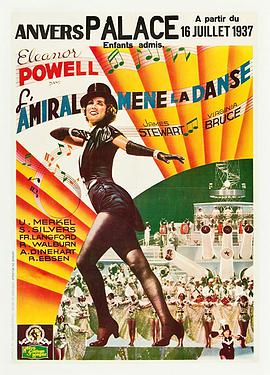 ANVERS PALACE
A partir du
16 JUILLET 1937
Enfants admis.
Eleanor
POWELL
dans
L'AMIRAL MENE LA DANSE
JAMES
STEWART
VIRGINIA
BRUCE
U. MERKEL
S. SILVERS
FR. LANGFORD
R. WALBURN
A. DINEHART
R. EBSEN